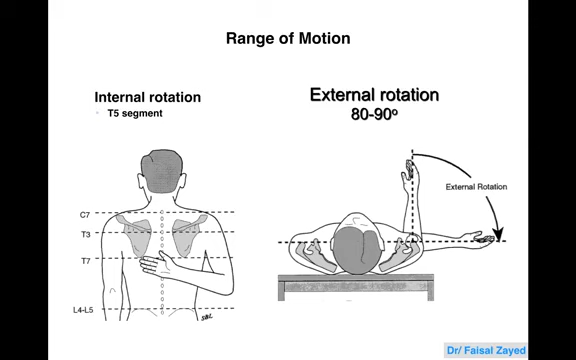 Range of Motion
Internal rotation
• T5 segment
External rotation
80-90º
External Rotation
C7
T3
T7
L4-L5
SBL
Dr/ Faisal Zayed